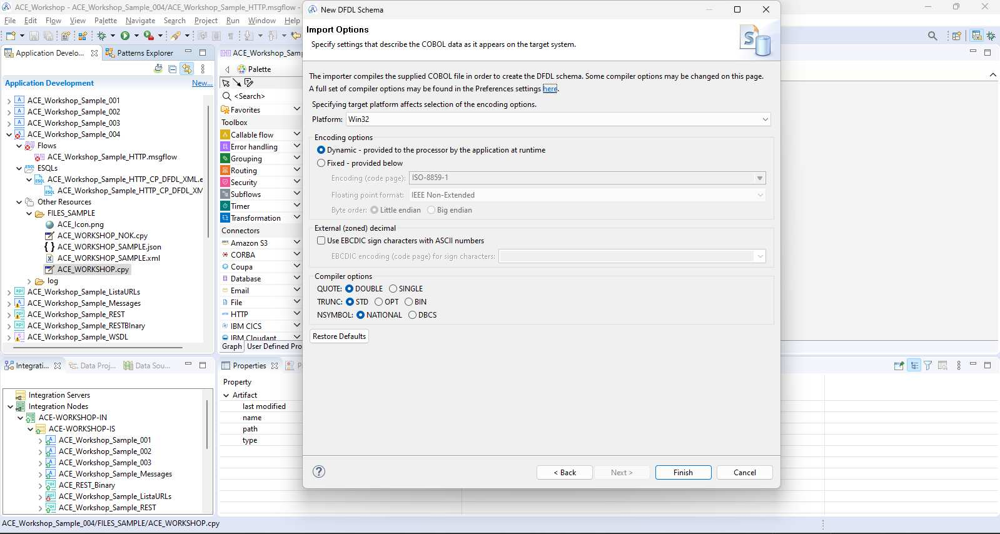 ACE_Workshop - ACE_Workshop_Sample_004/ACE_Workshop_Sample_HTTP.msgflow -
File Edit Flow View Palette Navigate Search Project Run Window Help
Application Develo...
Patterns Explorer
Application Development
New...
ACE_Workshop_Sample_001
ACE_Workshop_Sample_002
ACE_Workshop_Sample_003
ACE_Workshop_Sample_004
Flows
ACE_Workshop_Sample_HTTP.msgflow
ESQLs
ACE_Workshop_Sample_HTTP_CP_DFDL_XML.e
ACE_Workshop_Sample_HTTP_CP_DFDL_XM
Other Resources
FILES_SAMPLE
ACE_Icon.png
ACE_WORKSHOP_NOK.cpy
ACE_WORKSHOP_SAMPLE.json
ACE_WORKSHOP_SAMPLE.xml
ACE_WORKSHOP.cpy
log
ACE_Workshop_Sample_ListaURLs
ACE_Workshop_Sample_Messages
ACE_Workshop_Sample_REST
ACE_Workshop_Sample_RESTBInary
ACE_Workshop_Sample_WSDL
ACE_Workshop_Samp
Palette
<Search>
Favorites
Toolbox
Callable flow
Error handling
Grouping
Routing
Security
Subflows
Timer
Transformation
Connectors
Amazon S3
CORBA
Coupa
Database
Email
File
HTTP
IBM CICS
IBM Cloudant
Graph User Defined Pro
New DFDL Schema
Import Options
Specify settings that describe the COBOL data as it appears on the target system.
The importer compiles the supplied COBOL file in order to create the DFDL schema. Some compiler options may be changed on this page.
A full set of compiler options may be found in the Preferences settings here.
Specifying target platform affects selection of the encoding options.
Platform: Win32
Encoding options
Dynamic - provided to the processor by the application at runtime
Fixed - provided below
Encoding (code page): ISO-8859-1
Floating point format: IEEE Non-Extended
Byte order: Little endian Big endian
External (zoned) decimal
Use EBCDIC sign characters with ASCII numbers
EBCDIC encoding (code page) for sign characters:
Compiler options
QUOTE: DOUBLE SINGLE
TRUNC: STD OPT BIN
NSYMBOL: NATIONAL DBCS
Restore Defaults
< Back
Next >
Finish
Cancel
Integrati...
Data Proj...
Data Sou...
Integration Servers
Integration Nodes
ACE-WORKSHOP-IN
ACE-WORKSHOP-IS
ACE_Workshop_Sample_001
ACE_Workshop_Sample_002
ACE_Workshop_Sample_003
ACE_Workshop_Sample_Messages
ACE_REST_Binary
ACE_Workshop_Sample_ListaURLs
ACE_Workshop_Sample_REST
Properties
P
Property
Artifact
last modified
name
path
type
ACE_Workshop_Sample_004/FILES_SAMPLE/ACE_WORKSHOP.cpy